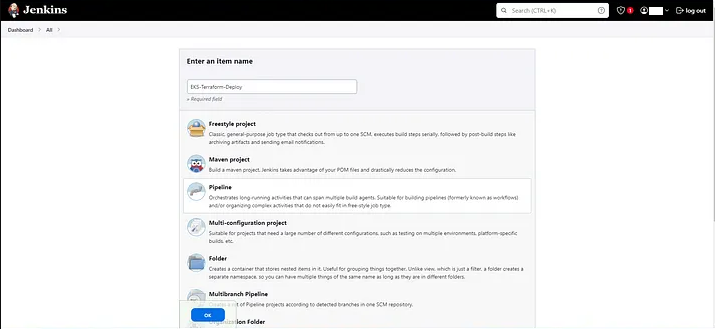 Jenkins
Search (CTRL+K)
1
log out
Dashboard
All
Enter an item name
EKS-Terraform-Deploy
» Required field
Freestyle project
Classic, general-purpose job type that checks out from up to one SCM, executes build steps serially, followed by post-build steps like
archiving artifacts and sending email notifications.
Maven project
Build a maven project. Jenkins takes advantage of your POM files and drastically reduces the configuration.
Pipeline
Orchestrates long-running activities that can span multiple build agents. Suitable for building pipelines (formerly known as workflows)
and/or organizing complex activities that do not easily fit in free-style job type.
Multi-configuration project
Suitable for projects that need a large number of different configurations, such as testing on multiple environments, platform-specific
builds, etc.
Folder
Creates a container that stores nested items in it. Useful for grouping things together. Unlike view, which is just a filter, a folder creates a
separate namespace, so you can have multiple things of the same name as long as they are in different folders.
Multibranch Pipeline
set of Pipeline projects according to detected branches in one SCM repository.
OK
Folder